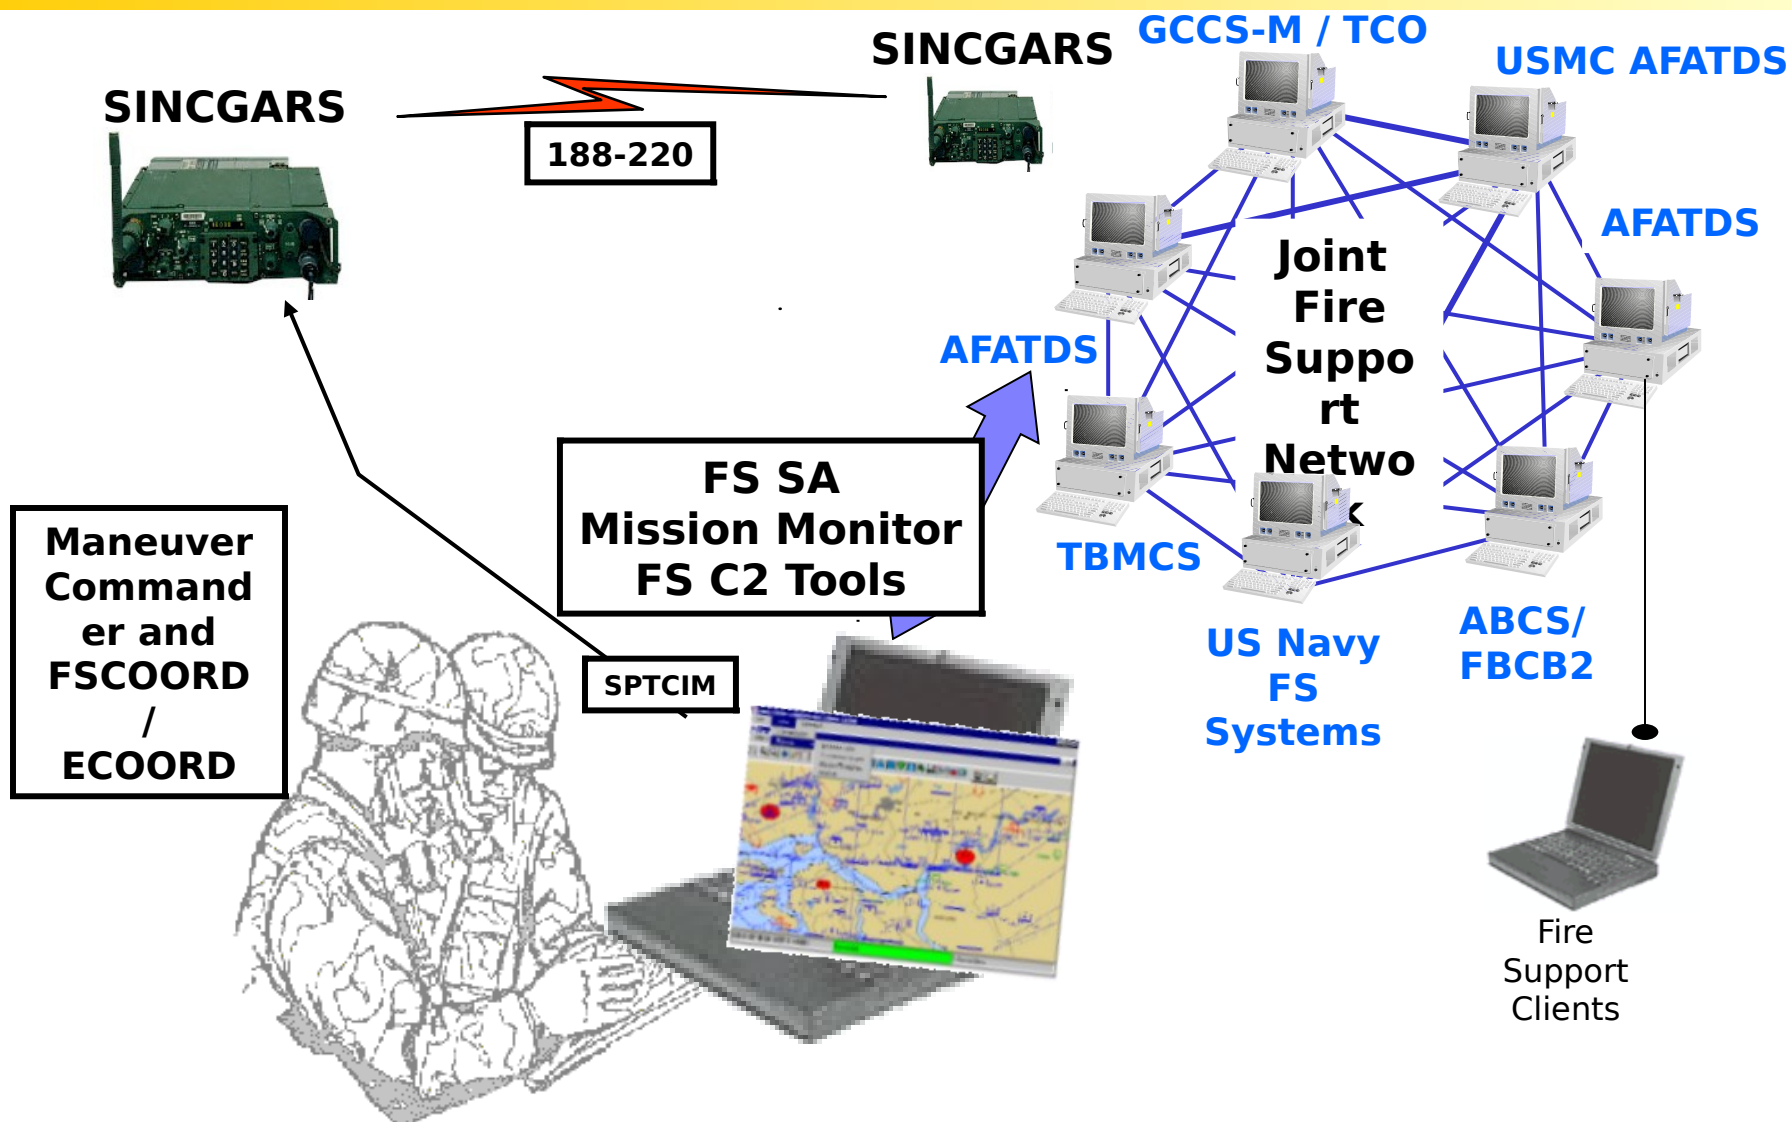 GCCS-M / TCO
SINCGARS
USMC AFATDS
SINCGARS
188-220
AFATDS
Joint
Fire
Suppo
rt
Netwo
k
AFATDS
FS SA
Mission Monitor
FS C2 Tools
Maneuver
Command
er and
FSCOORD
/
ECOORD
TBMCS
ABCS/
FBCB2
US Navy
FS
Systems
SPTCIM
Fire
Support
Clients